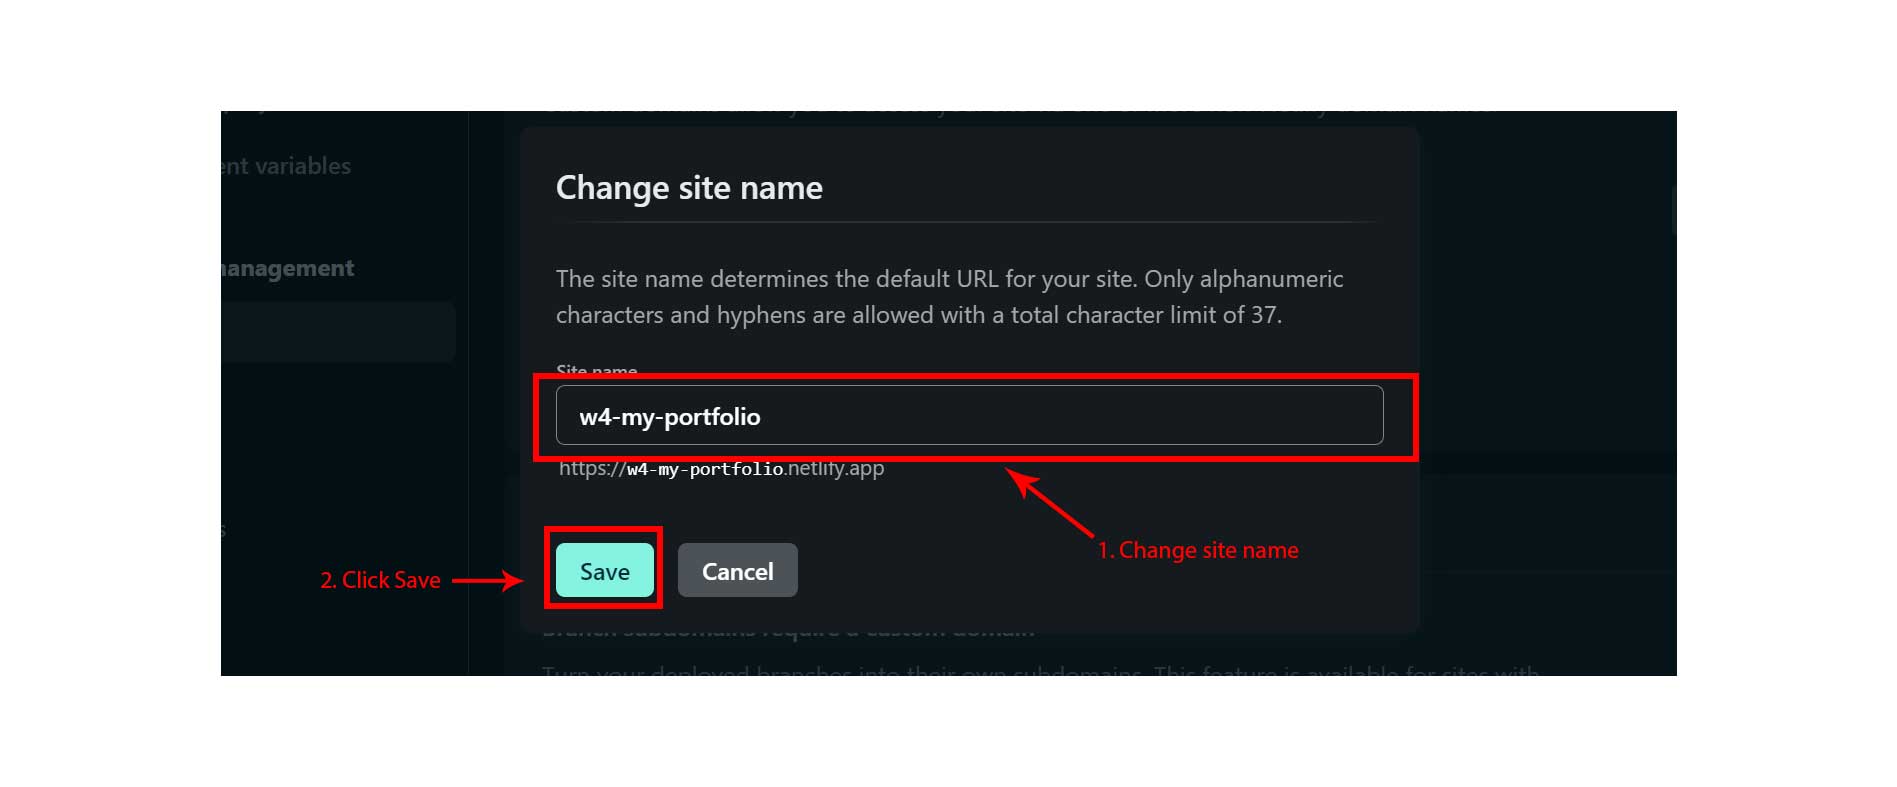 variables
Change site name
management
The site name determines the default URL for your site. Only alphanumeric
characters and hyphens are allowed with a total character limit of 37.
Site name
w4-my-portfolio
https://w4-my-portfolio.netlify.app
1. Change site name
2. Click Save
Save
Cancel
Branch subdomains require a custom domain
Turn your deployed branches into their own subdomains. This feature is available for sites with